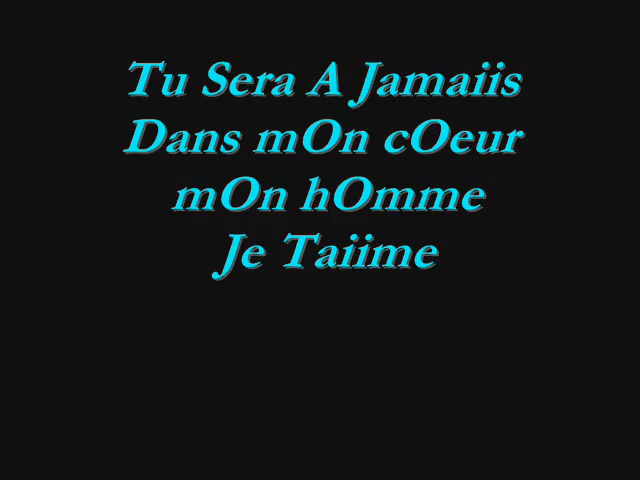 Tu Sera A Jamaiis
Dans mOn cOeur
mOn hOmme
Je Taiime